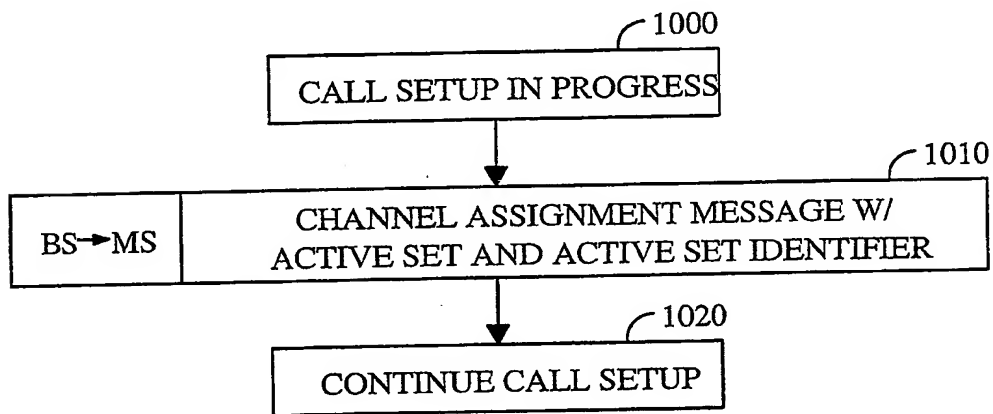 1000
CALL SETUP IN PROGRESS
1010
BS→MS
CHANNEL ASSIGNMENT MESSAGE W/
ACTIVE SET AND ACTIVE SET IDENTIFIER
1020
CONTINUE CALL SETUP